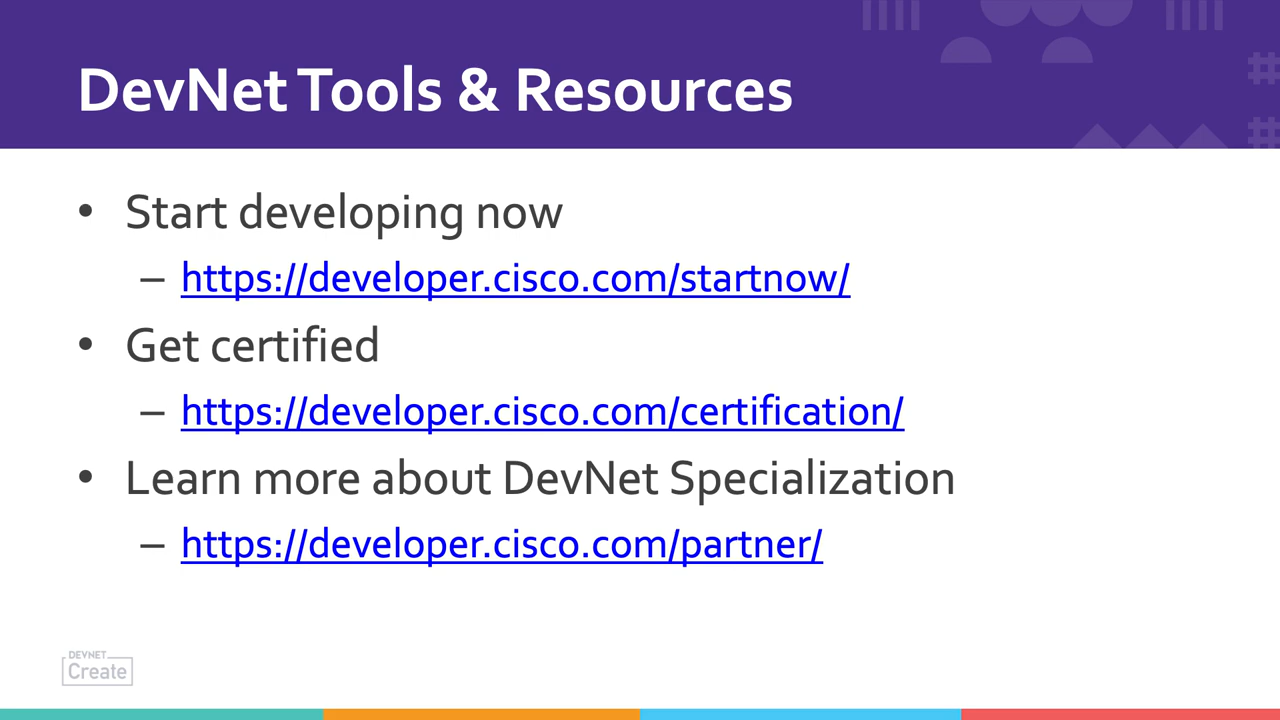 DevNet Tools & Resources
• Start developing now
– https://developer.cisco.com/startnow/
• Get certified
– https://developer.cisco.com/certification/
• Learn more about DevNet Specialization
– https://developer.cisco.com/partner/
DEVNET
Create